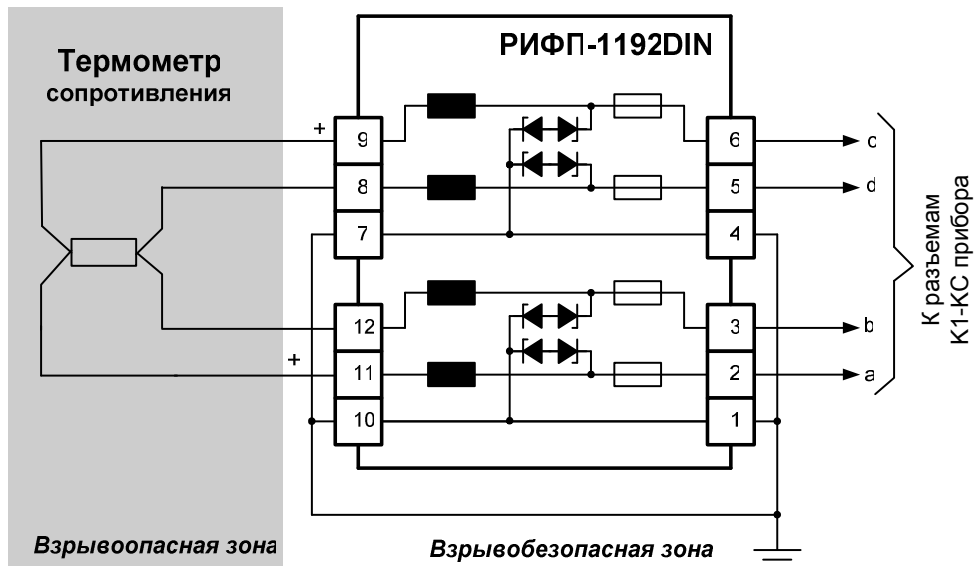 РИФП-1192DIN
Термометр
сопротивления
+
9
6
c
8
5
d
7
4
12
3
b
+
11
2
a
10
1
К разъемам
К1-КС прибора
Взрывоопасная зона
Взрывобезопасная зона